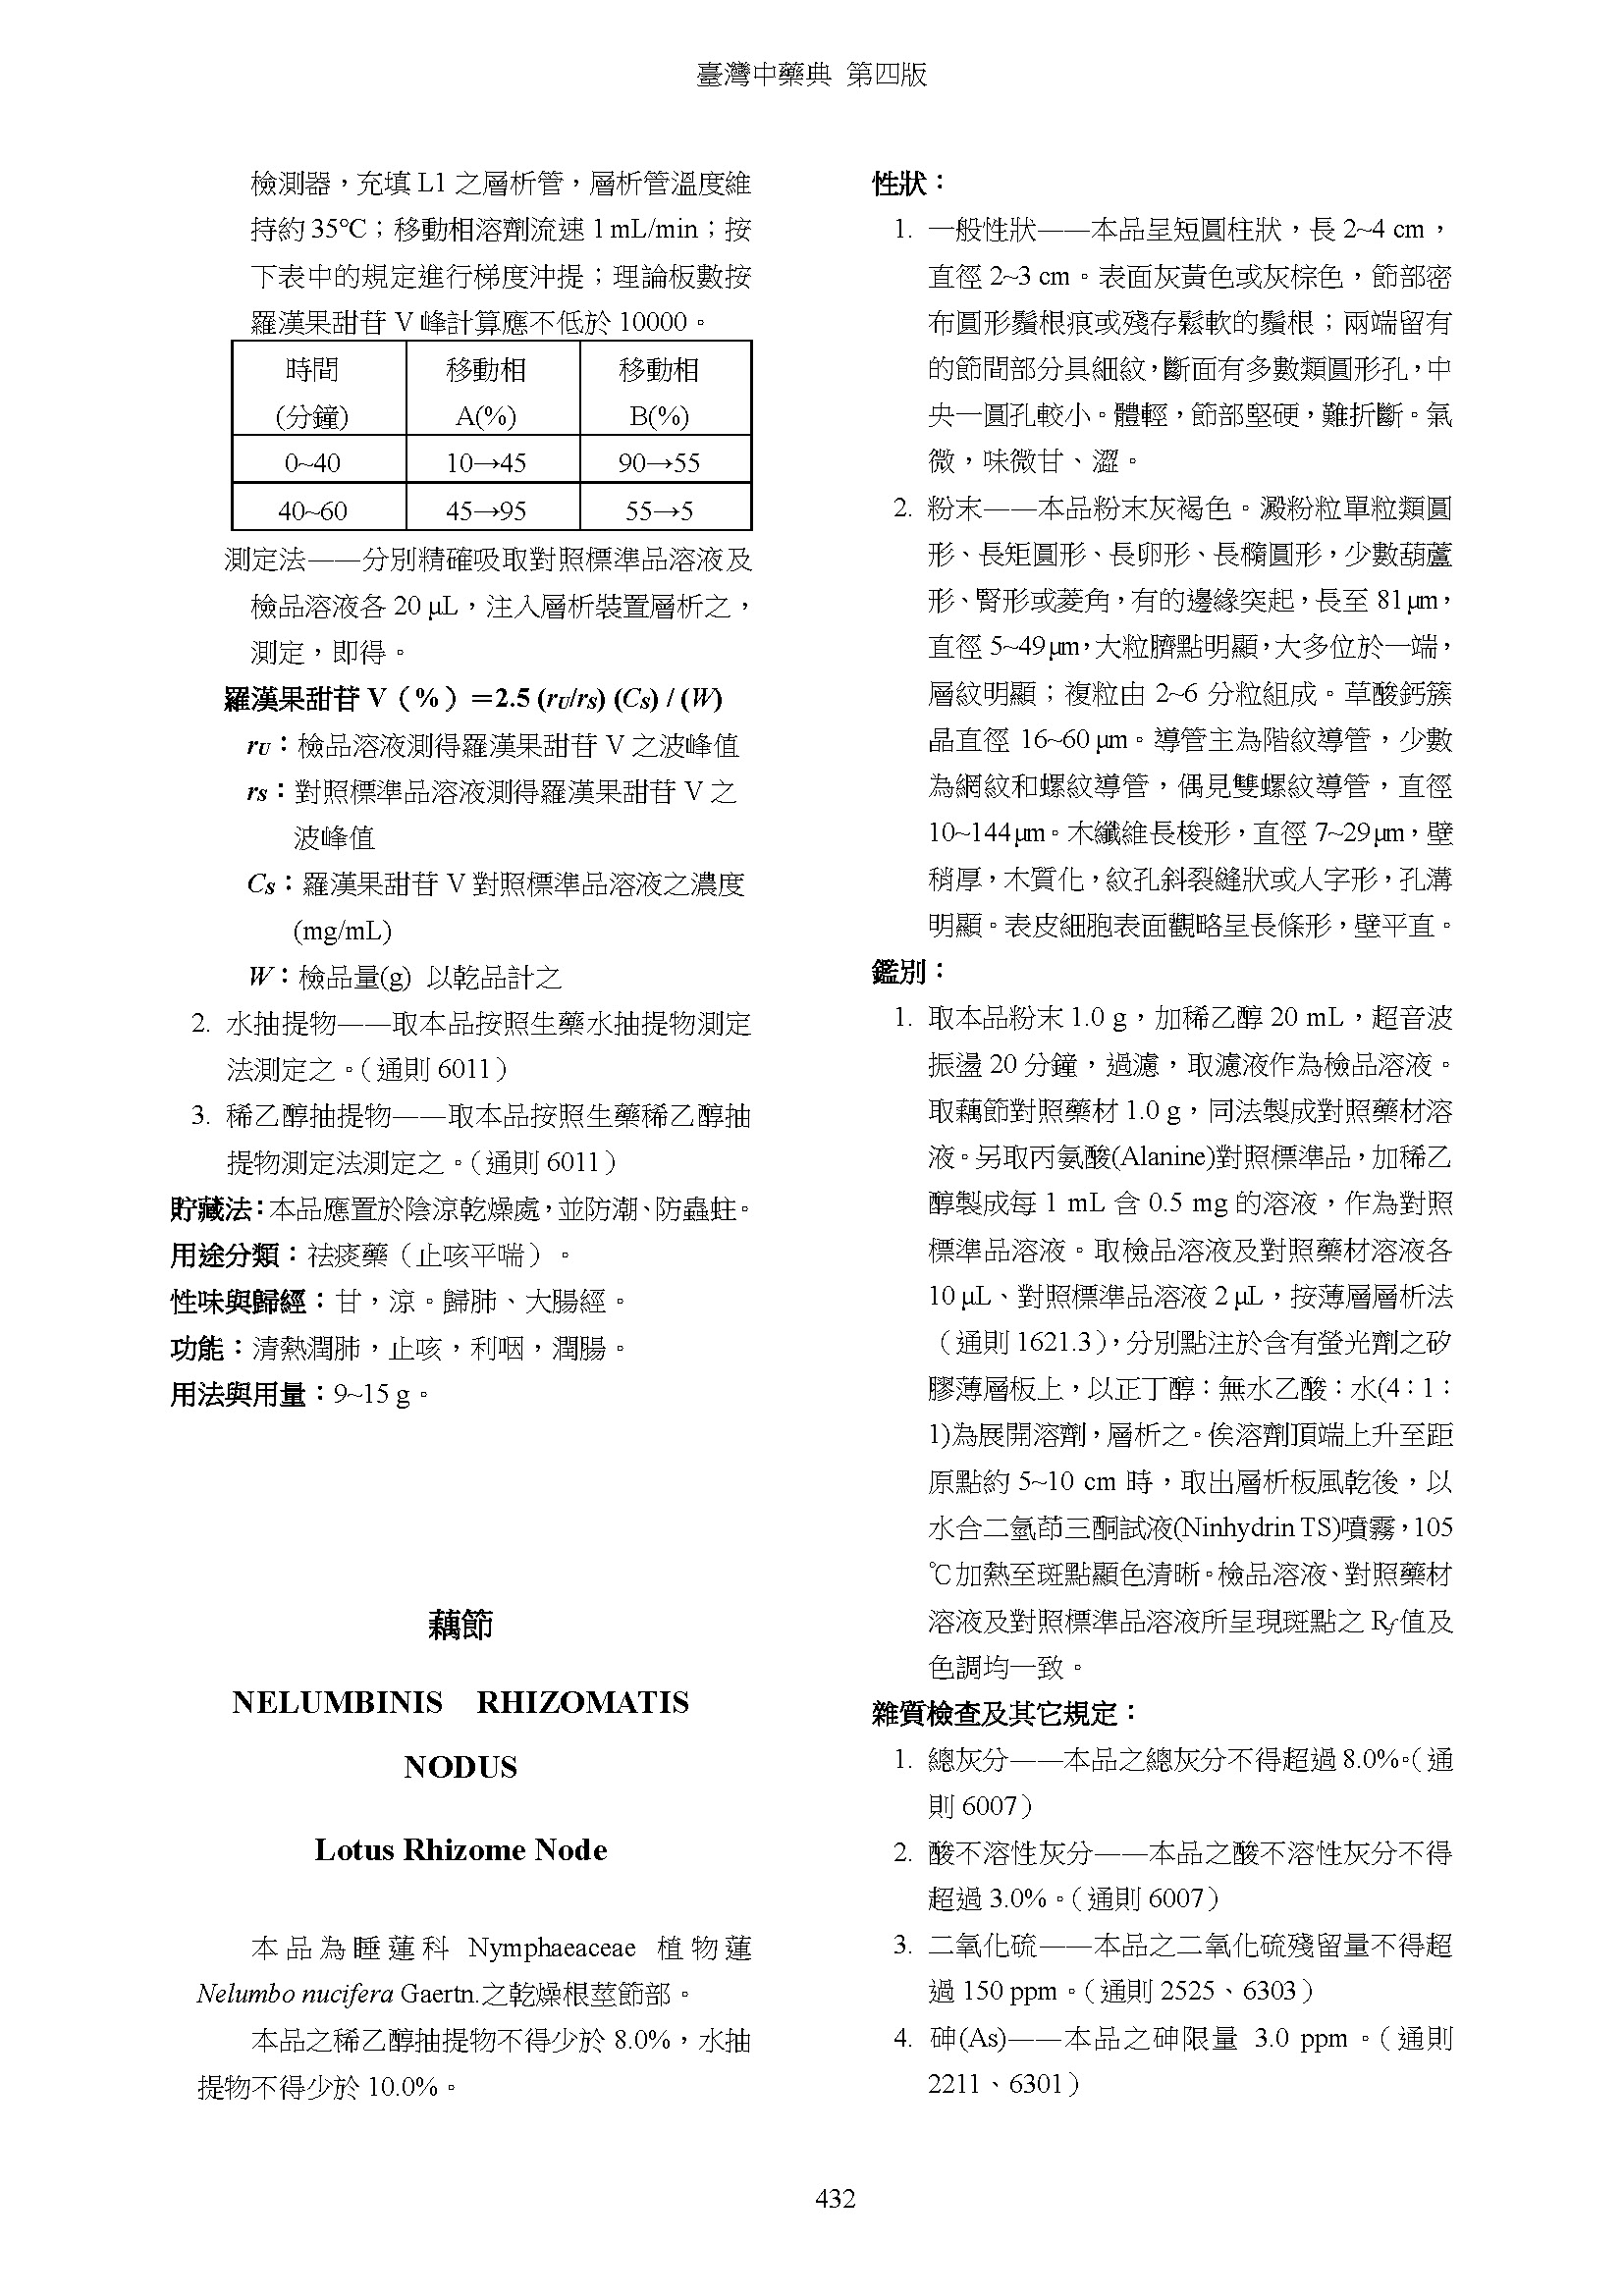 臺灣中藥典 第四版
檢測器，充填 L1 之層析管，層析管溫度維
持約 35℃；移動相溶劑流速 1 mL/min；按
下表中的規定進行梯度沖提；理論板數按
羅漢果甜苷 V 峰計算應不低於 10000。
時間 移動相 移動相
(分鐘) A(%) B(%)
0~40 10→45 90→55
40~60 45→95 55→5
測定法——分別精確吸取對照標準品溶液及
檢品溶液各 20 μL，注入層析裝置層析之，
測定，即得。
羅漢果甜苷 V（%）＝2.5 (rU/rS) (CS) / (W)
rU：檢品溶液測得羅漢果甜苷 V 之波峰值
rS：對照標準品溶液測得羅漢果甜苷 V 之
波峰值
CS：羅漢果甜苷 V 對照標準品溶液之濃度
(mg/mL)
W：檢品量(g) 以乾品計之
2. 水抽提物——取本品按照生藥水抽提物測定
法測定之。（通則 6011）
3. 稀乙醇抽提物——取本品按照生藥稀乙醇抽
提物測定法測定之。（通則 6011）
貯藏法：本品應置於陰涼乾燥處，並防潮、防蟲蛀。
用途分類：祛痰藥（止咳平喘）。
性味與歸經：甘，涼。歸肺、大腸經。
功能：清熱潤肺，止咳，利咽，潤腸。
用法與用量：9~15 g。
藕節
NELUMBINIS RHIZOMATIS
NODUS
Lotus Rhizome Node
本品為睡蓮科 Nymphaeaceae 植物蓮
Nelumbo nucifera Gaertn.之乾燥根莖節部。
本品之稀乙醇抽提物不得少於 8.0%，水抽
提物不得少於 10.0%。
性狀：
1. 一般性狀——本品呈短圓柱狀，長 2~4 cm，
直徑 2~3 cm。表面灰黃色或灰棕色，節部密
布圓形鬚根痕或殘存鬆軟的鬚根；兩端留有
的節間部分具細紋，斷面有多數類圓形孔，中
央一圓孔較小。體輕，節部堅硬，難折斷。氣
微，味微甘、澀。
2. 粉末——本品粉末灰褐色。澱粉粒單粒類圓
形、長矩圓形、長卵形、長橢圓形，少數葫蘆
形、腎形或菱角，有的邊緣突起，長至 81 μm，
直徑 5~49 μm，大粒臍點明顯，大多位於一端，
層紋明顯；複粒由 2~6 分粒組成。草酸鈣簇
晶直徑 16~60 μm。導管主為階紋導管，少數
為網紋和螺紋導管，偶見雙螺紋導管，直徑
10~144 μm。木纖維長梭形，直徑 7~29 μm，壁
稍厚，木質化，紋孔斜裂縫狀或人字形，孔溝
明顯。表皮細胞表面觀略呈長條形，壁平直。
鑑別：
1. 取本品粉末 1.0 g，加稀乙醇 20 mL，超音波
振盪 20 分鐘，過濾，取濾液作為檢品溶液。
取藕節對照藥材 1.0 g，同法製成對照藥材溶
液。另取丙氨酸(Alanine)對照標準品，加稀乙
醇製成每 1 mL 含 0.5 mg 的溶液，作為對照
標準品溶液。取檢品溶液及對照藥材溶液各
10 μL、對照標準品溶液 2 μL，按薄層層析法
（通則 1621.3），分別點注於含有螢光劑之矽
膠薄層板上，以正丁醇：無水乙酸：水(4：1：
1)為展開溶劑，層析之。俟溶劑頂端上升至距
原點約 5~10 cm 時，取出層析板風乾後，以
水合二氫茚三酮試液(Ninhydrin TS)噴霧，105
℃加熱至斑點顯色清晰。檢品溶液、對照藥材
溶液及對照標準品溶液所呈現斑點之 Rf值及
色調均一致。
雜質檢查及其它規定：
1. 總灰分——本品之總灰分不得超過 8.0%。（通
則 6007）
2. 酸不溶性灰分——本品之酸不溶性灰分不得
超過 3.0%。（通則 6007）
3. 二氧化硫——本品之二氧化硫殘留量不得超
過 150 ppm。（通則 2525、6303）
4. 砷(As)——本品之砷限量 3.0 ppm。（通則
2211、6301）
432